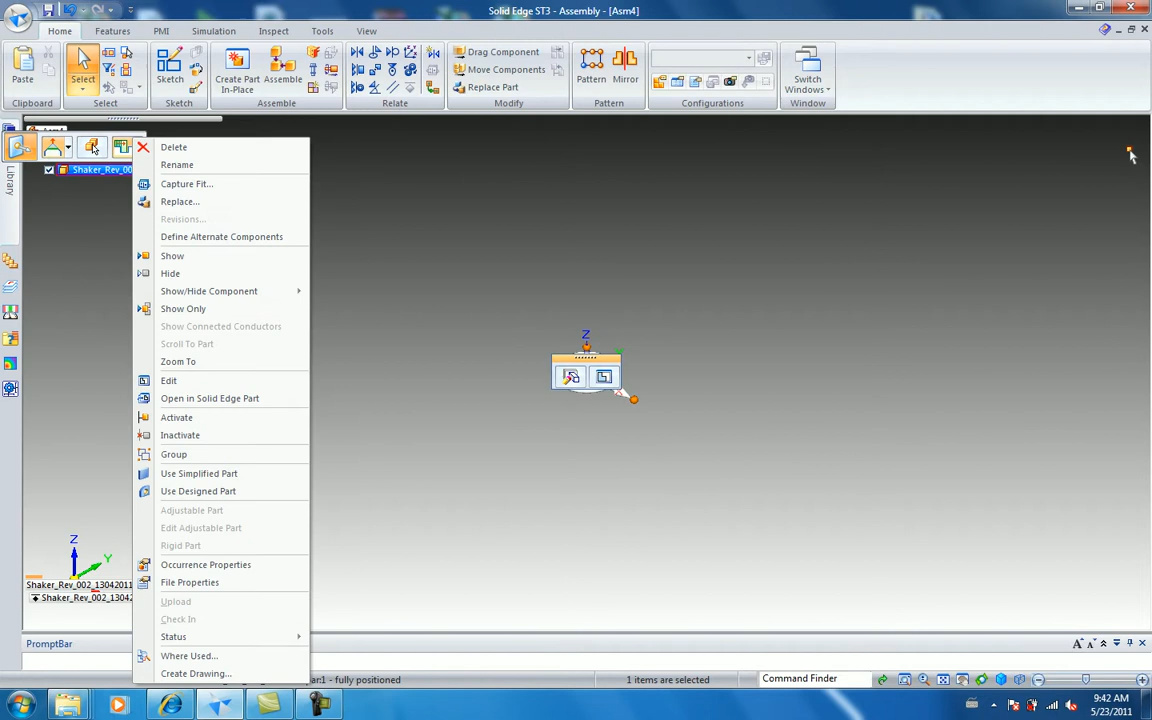 Solid Edge ST3 - Assembly - [Asm4]
Home Features PMI Simulation Inspect Tools View
Paste Select Sketch Create Part In-Place Assemble Drag Component Move Components Replace Part Pattern Mirror Switch Windows
Clipboard Select Sketch Assemble Relate Modify Pattern Configurations Window
Library
Shaker_Rev_00
Delete
Rename
Capture Fit...
Replace...
Revisions...
Define Alternate Components
Show
Hide
Show/Hide Component
Show Only
Show Connected Conductors
Scroll To Part
Zoom To
Edit
Open in Solid Edge Part
Activate
Inactivate
Group
Use Simplified Part
Use Designed Part
Adjustable Part
Edit Adjustable Part
Rigid Part
Occurrence Properties
File Properties
Upload
Check In
Status
Where Used...
Create Drawing...
Z
Z
Y
Shaker_Rev_002_13042011
Shaker_Rev_002_13042
PromptBar
- fully positioned
1 items are selected
Command Finder
9:42 AM
5/23/2011